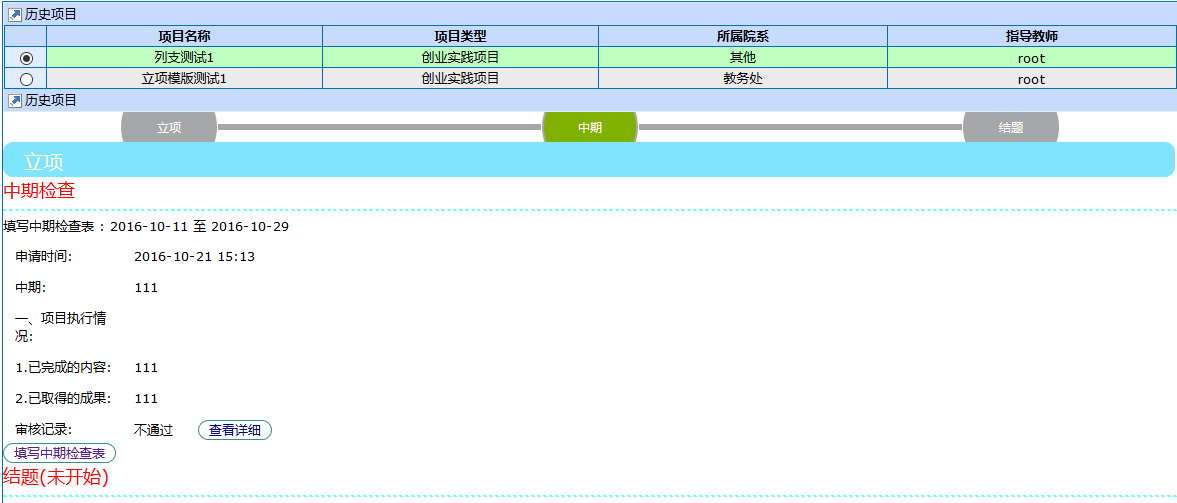 历史项目
项目名称 项目类型 所属院系 指导教师
列支测试1 创业实践项目 其他 root
立项模版测试1 创业实践项目 教务处 root
历史项目
立项 中期 结题
立项
中期检查
填写中期检查表 : 2016-10-11 至 2016-10-29
申请时间: 2016-10-21 15:13
中期: 111
一、项目执行情
况:
1.已完成的内容: 111
2.已取得的成果: 111
审核记录: 不通过 查看详细
填写中期检查表
结题(未开始)